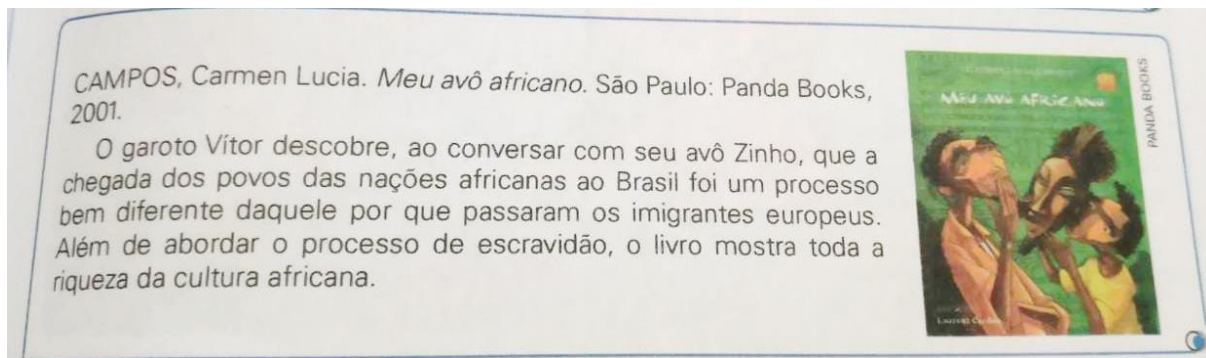 CAMPOS, Carmen Lucia. Meu avô africano. São Paulo: Panda Books,
2001.
O garoto Vítor descobre, ao conversar com seu avô Zinho, que a
chegada dos povos das nações africanas ao Brasil foi um processo
bem diferente daquele por que passaram os imigrantes europeus.
Além de abordar o processo de escravidão, o livro mostra toda a
riqueza da cultura africana.
MEU AVÔ AFRICANO
PANDA BOOKS